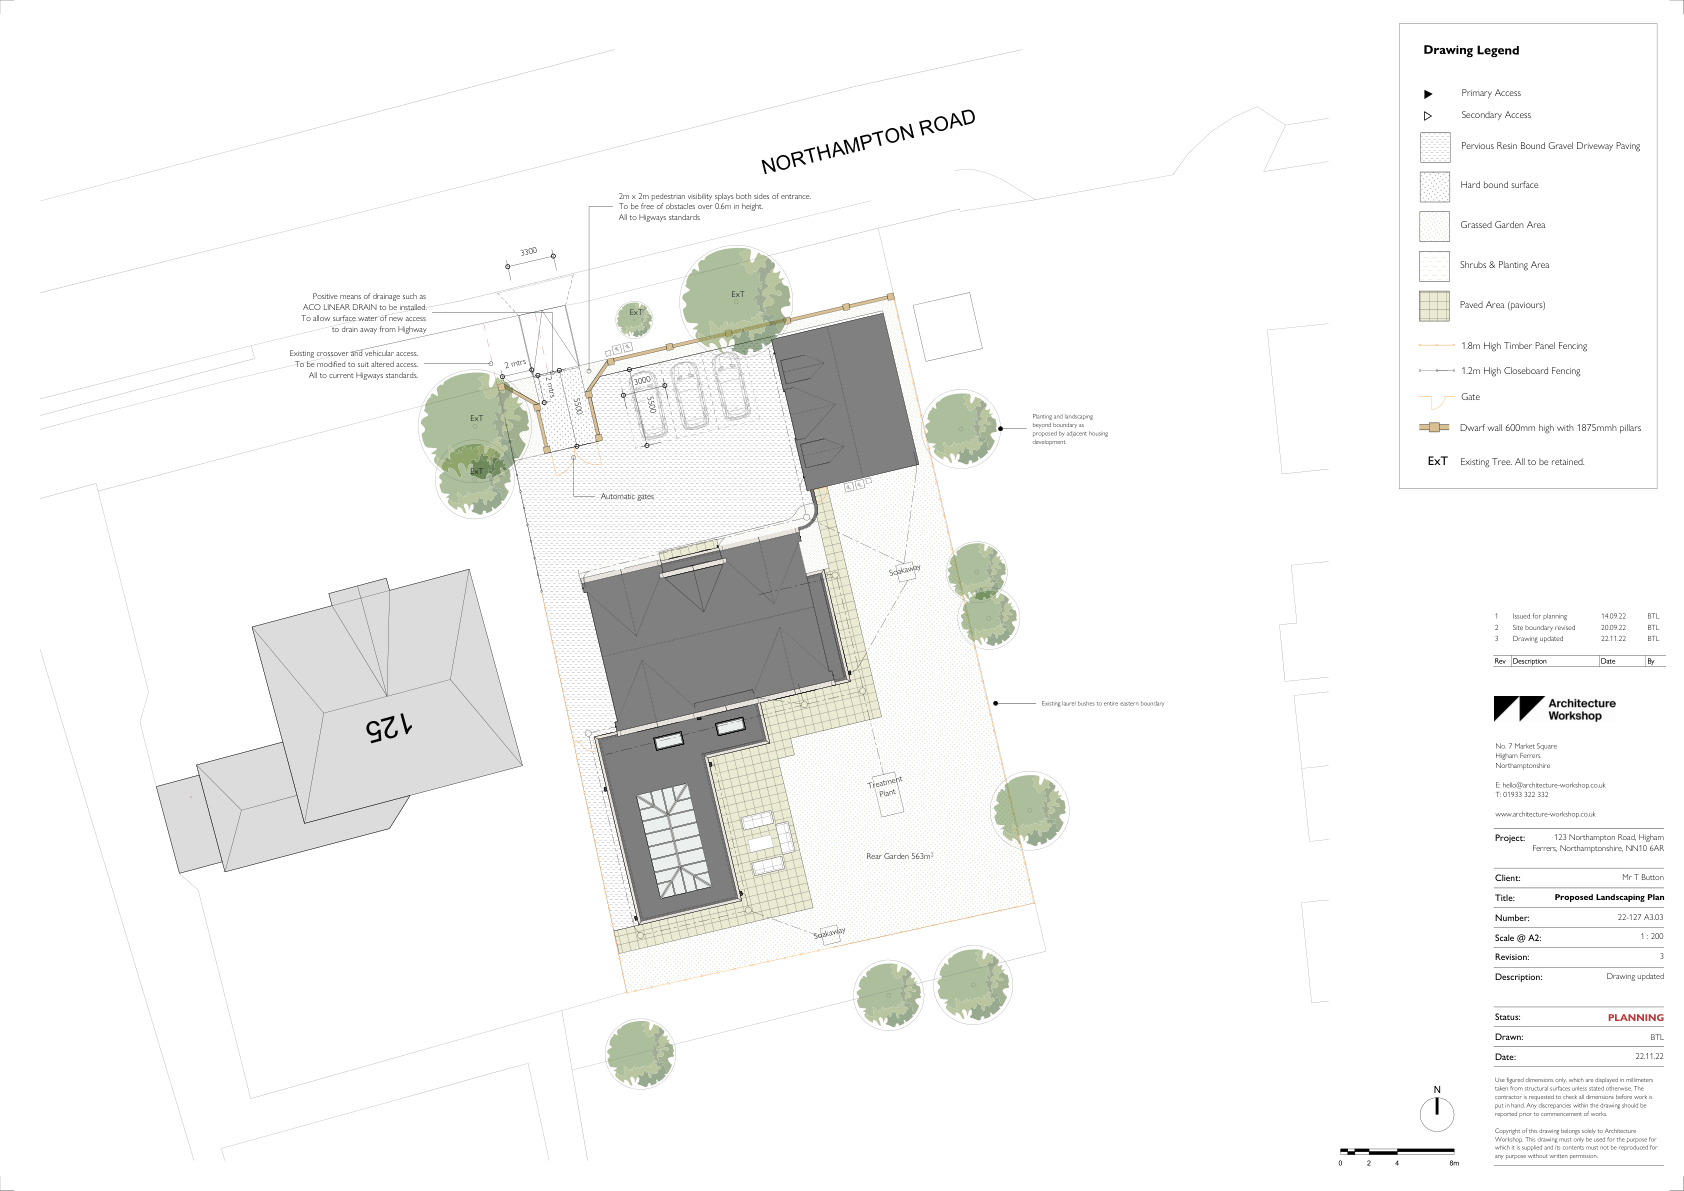 NORTHAMPTON ROAD
2m x 2m pedestrian visibility splays both sides of entrance.
To be free of obstacles over 0.6m in height.
All to Higways standards
3300
Positive means of drainage such as
ACO LINEAR DRAIN to be installed.
To allow surface water of new access
to drain away from Highway
Existing crossover and vehicular access.
To be modified to suit altered access.
All to current Higways standards.
2 mtrs
2 mtrs
5500
3000
5500
ExT
ExT
ExT
ExT
Automatic gates
Planting and landscaping
beyond boundary as
proposed by adjacent housing
development.
Soakaway
Existing laurel bushes to entire eastern boundary
125
Treatment
Plant
Rear Garden 563m²
Soakaway
Drawing Legend
Primary Access
Secondary Access
Pervious Resin Bound Gravel Driveway Paving
Hard bound surface
Grassed Garden Area
Shrubs & Planting Area
Paved Area (paviours)
1.8m High Timber Panel Fencing
1.2m High Closeboard Fencing
Gate
Dwarf wall 600mm high with 1875mmh pillars
ExT Existing Tree. All to be retained.
1 Issued for planning 14.09.22 BTL
2 Site boundary revised 20.09.22 BTL
3 Drawing updated 22.11.22 BTL
Rev Description Date By
Architecture
Workshop
No. 7 Market Square
Higham Ferrers
Northamptonshire
E: hello@architecture-workshop.co.uk
T: 01933 322 332
www.architecture-workshop.co.uk
Project: 123 Northampton Road, Higham
Ferrers, Northamptonshire, NN10 6AR
Client: Mr T Button
Title: Proposed Landscaping Plan
Number: 22-127 A3.03
Scale @ A2: 1 : 200
Revision: 3
Description: Drawing updated
Status: PLANNING
Drawn: BTL
Date: 22.11.22
Use figured dimensions only, which are displayed in millimeters
taken from structural surfaces unless stated otherwise. The
contractor is requested to check all dimensions before work is
put in hand. Any discrepancies within the drawing should be
reported prior to commencement of works.
Copyright of this drawing belongs solely to Architecture
Workshop. This drawing must only be used for the purpose for
which it is supplied and its contents must not be reproduced for
any purpose without written permission.
N
0 2 4 8m